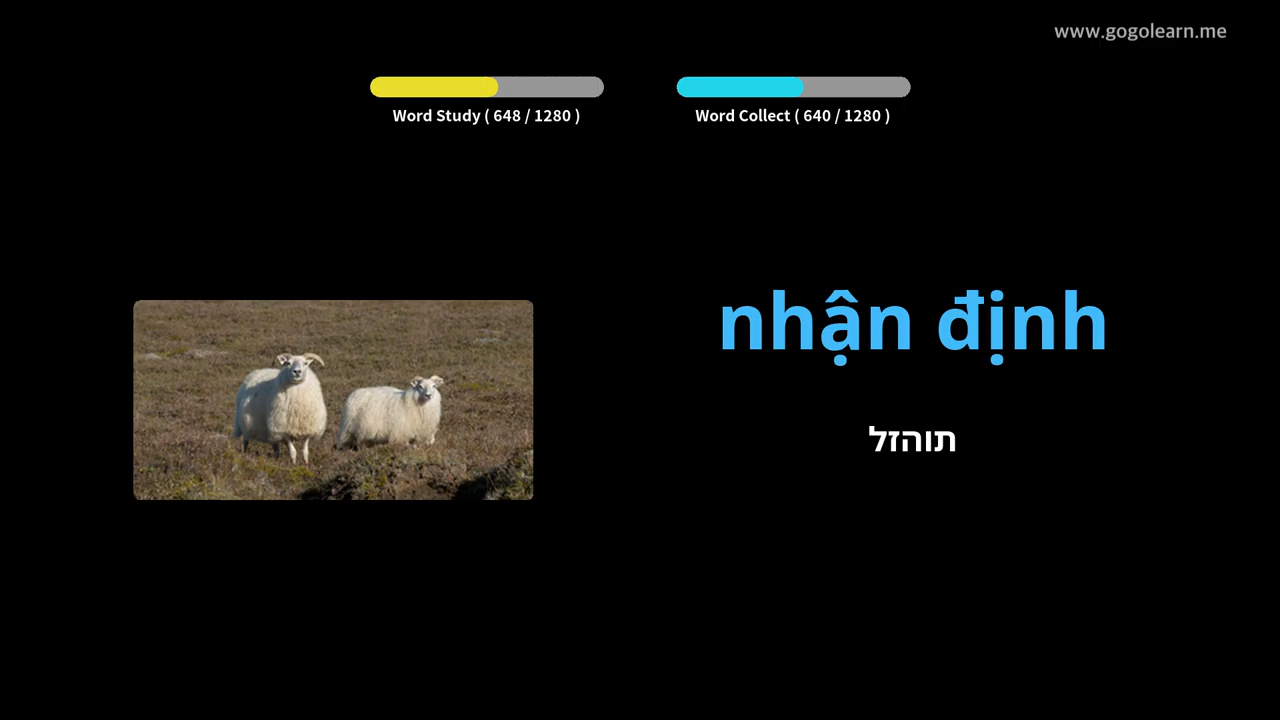 www.gogolearn.me
Word Study ( 648 / 1280 )
Word Collect ( 640 / 1280 )
nhận định
תוהזל